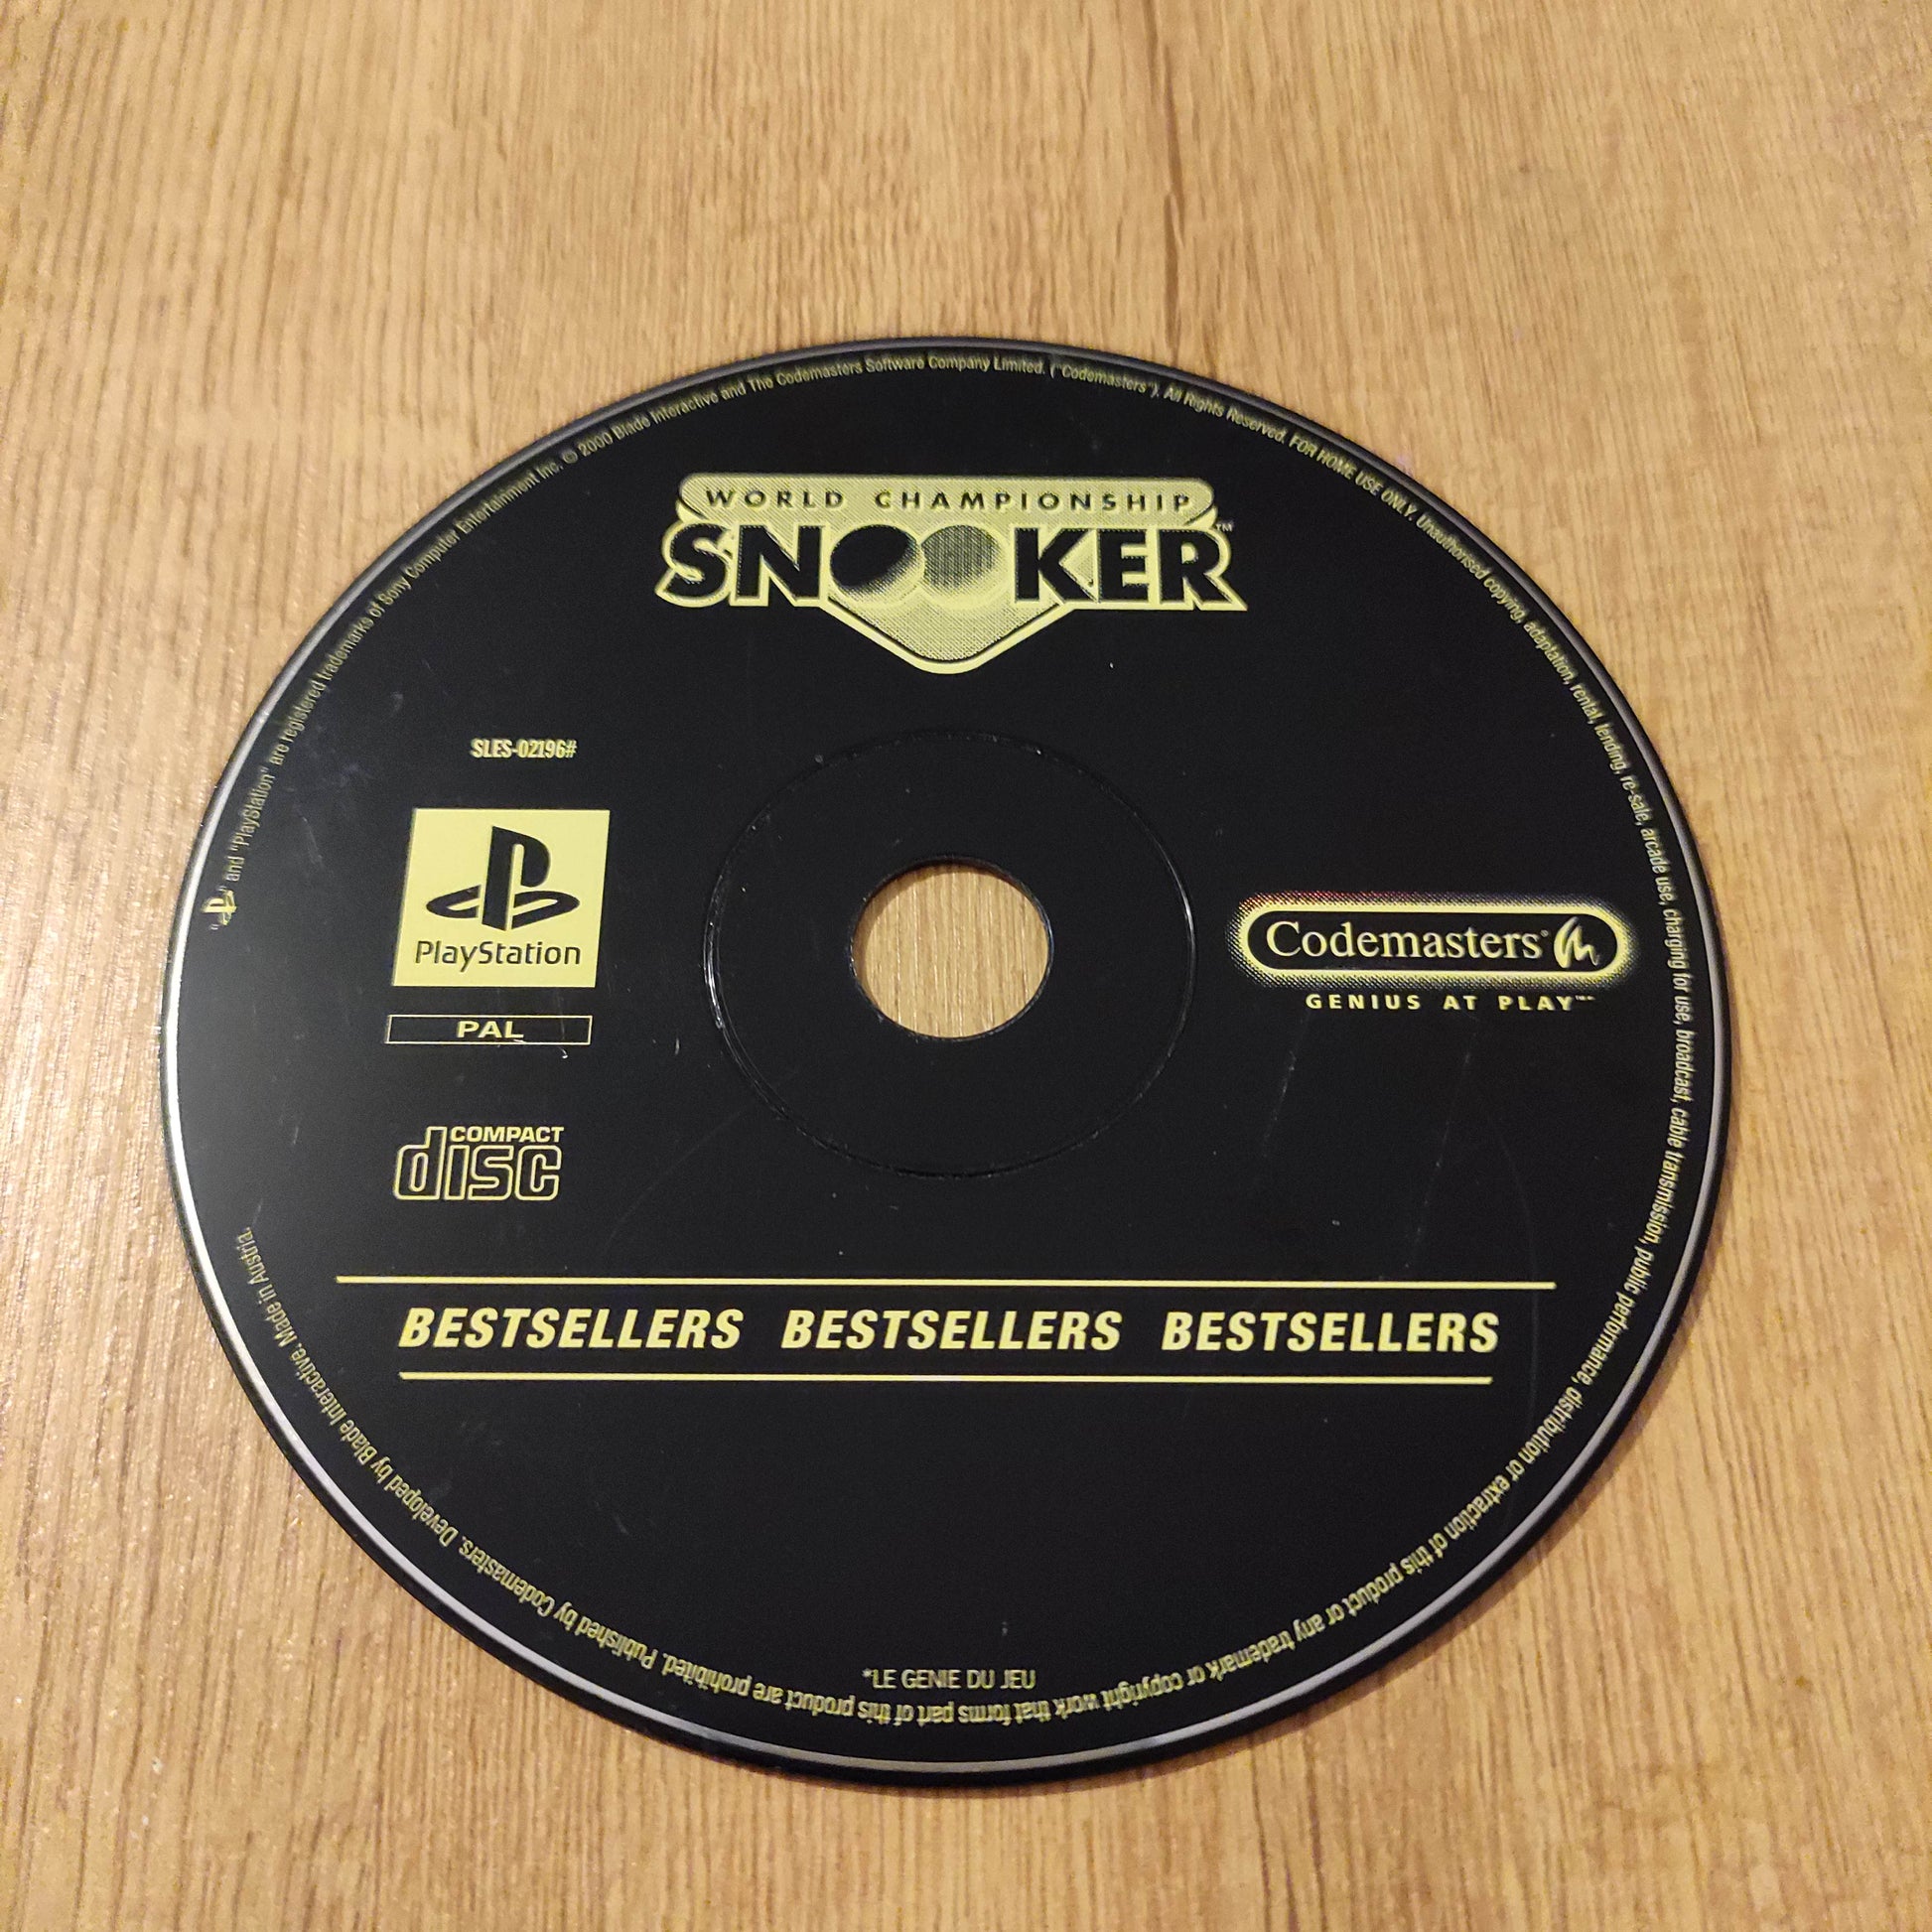 WORLD CHAMPIONSHIP
SNOOKER™
SLES-02196#
PlayStation
PAL
Codemasters®
GENIUS AT PLAY™*
COMPACT
disc
BESTSELLERS BESTSELLERS BESTSELLERS
*LE GENIE DU JEU
" " and "PlayStation" are registered trademarks of Sony Computer Entertainment Inc. © 2000 Blade Interactive and The Codemasters Software Company Limited. ("Codemasters"). All Rights Reserved. FOR HOME USE ONLY. Unauthorised copying, adaptation, rental, lending, re-sale, arcade use, charging for use, broadcast, cable transmission, public performance, distribution or extraction of this product or any trademark or copyright work that forms part of this product are prohibited. Published by Codemasters. Developed by Blade Interactive. Made in Austria.